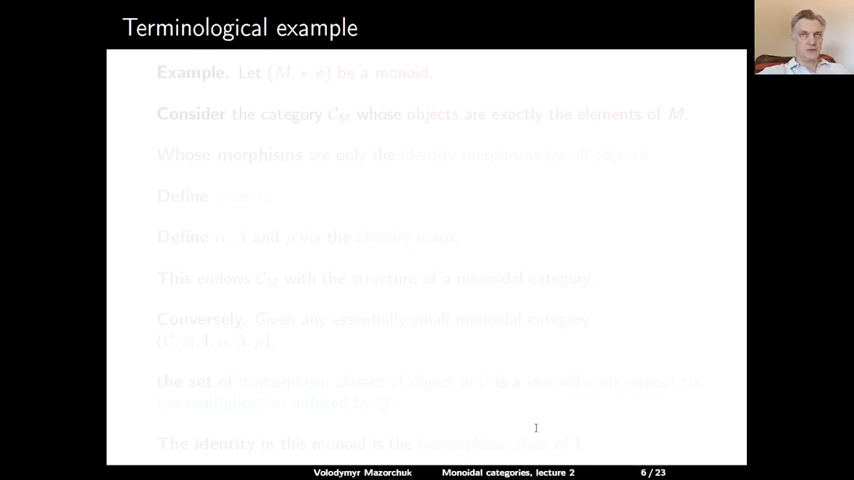 Terminological example
Example. Let (M, *, e) be a monoid.
Consider the category C_M whose objects are exactly the elements of M.
Whose morphisms are only the identity morphisms for all objects.
Define as
Define α, λ and ρ via the identity maps.
This endows C_M with the structure of a monoidal category.
Conversely. Given any essentially small monoidal category
(C, ⊗, 1, α, λ, ρ),
the set of isomorphism classes of object in C is a monoid with respect to
the multiplication induced by ⊗.
The identity in this monoid is the isomorphism class of 1.
Volodymyr Mazorchuk Monoidal categories, lecture 2 6 / 23